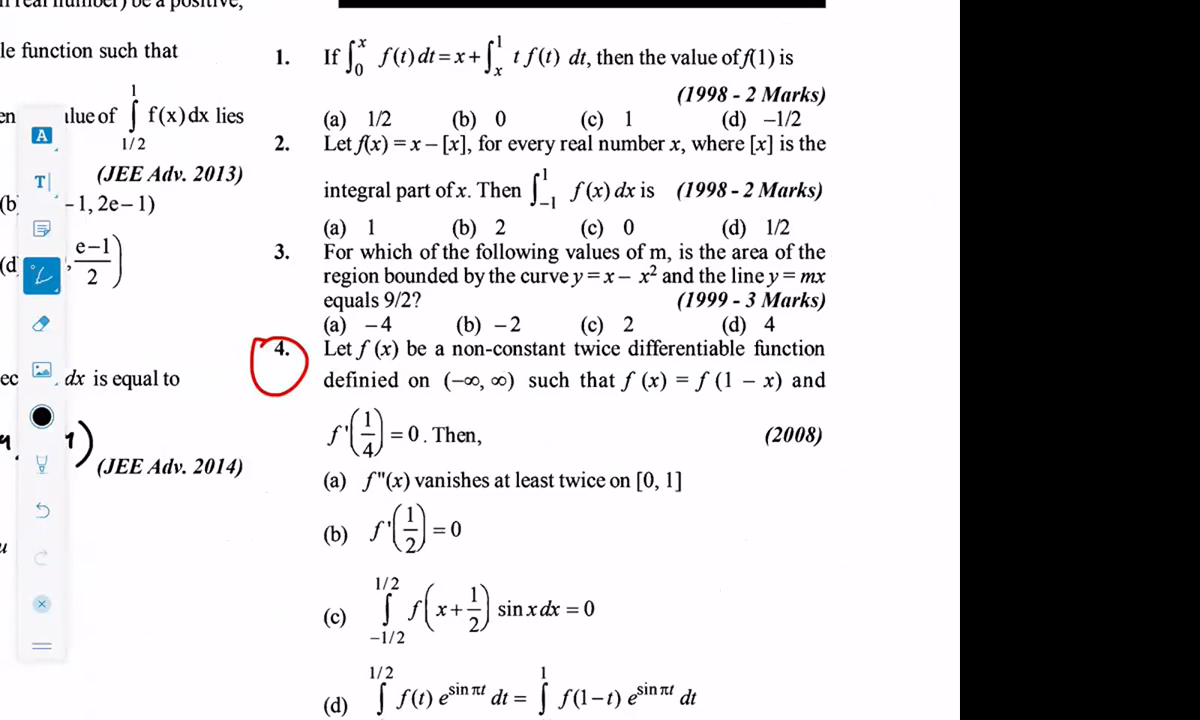 le function such that
lue of ∫_{1/2}^{1} f(x) dx lies
(JEE Adv. 2013)
– 1, 2e – 1)
, (e–1)/2)
dx is equal to
(JEE Adv. 2014)
1. If ∫_0^x f(t) dt = x + ∫_x^1 t f(t) dt, then the value of f(1) is
(1998 - 2 Marks)
(a) 1/2 (b) 0 (c) 1 (d) –1/2
2. Let f(x) = x – [x], for every real number x, where [x] is the
integral part of x. Then ∫_{–1}^{1} f(x) dx is (1998 - 2 Marks)
(a) 1 (b) 2 (c) 0 (d) 1/2
3. For which of the following values of m, is the area of the
region bounded by the curve y = x – x² and the line y = mx
equals 9/2? (1999 - 3 Marks)
(a) –4 (b) –2 (c) 2 (d) 4
4. Let f (x) be a non-constant twice differentiable function
definied on (–∞, ∞) such that f (x) = f (1 – x) and
f'(1/4) = 0. Then, (2008)
(a) f"(x) vanishes at least twice on [0, 1]
(b) f'(1/2) = 0
(c) ∫_{–1/2}^{1/2} f(x + 1/2) sin x dx = 0
(d) ∫^{1/2} f(t) e^{sin πt} dt = ∫^{1} f(1–t) e^{sin πt} dt